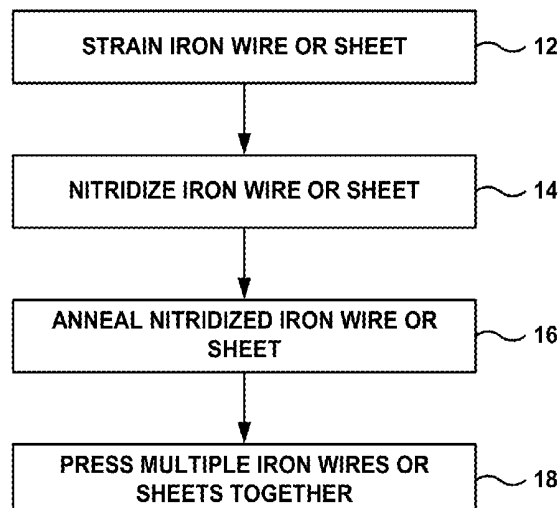 STRAIN IRON WIRE OR SHEET
12
NITRIDIZE IRON WIRE OR SHEET
14
ANNEAL NITRIDIZED IRON WIRE OR
SHEET
16
PRESS MULTIPLE IRON WIRES OR
SHEETS TOGETHER
18